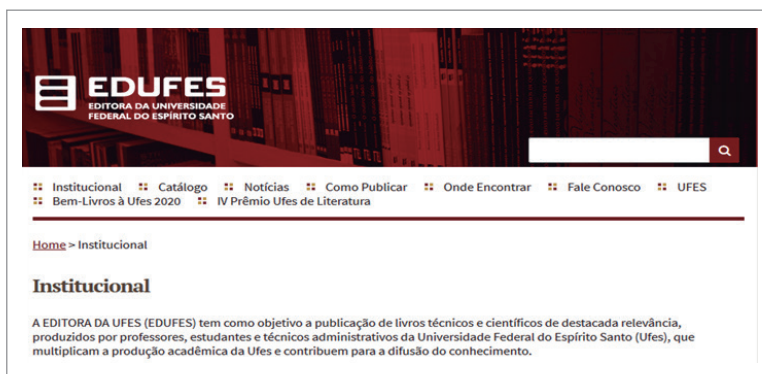 EDUFES
EDITORA DA UNIVERSIDADE
FEDERAL DO ESPÍRITO SANTO
Institucional Catálogo Notícias Como Publicar Onde Encontrar Fale Conosco UFES
Bem-Livros à Ufes 2020 IV Prêmio Ufes de Literatura
Home > Institucional
Institucional
A EDITORA DA UFES (EDUFES) tem como objetivo a publicação de livros técnicos e científicos de destacada relevância,
produzidos por professores, estudantes e técnicos administrativos da Universidade Federal do Espírito Santo (Ufes), que
multiplicam a produção acadêmica da Ufes e contribuem para a difusão do conhecimento.